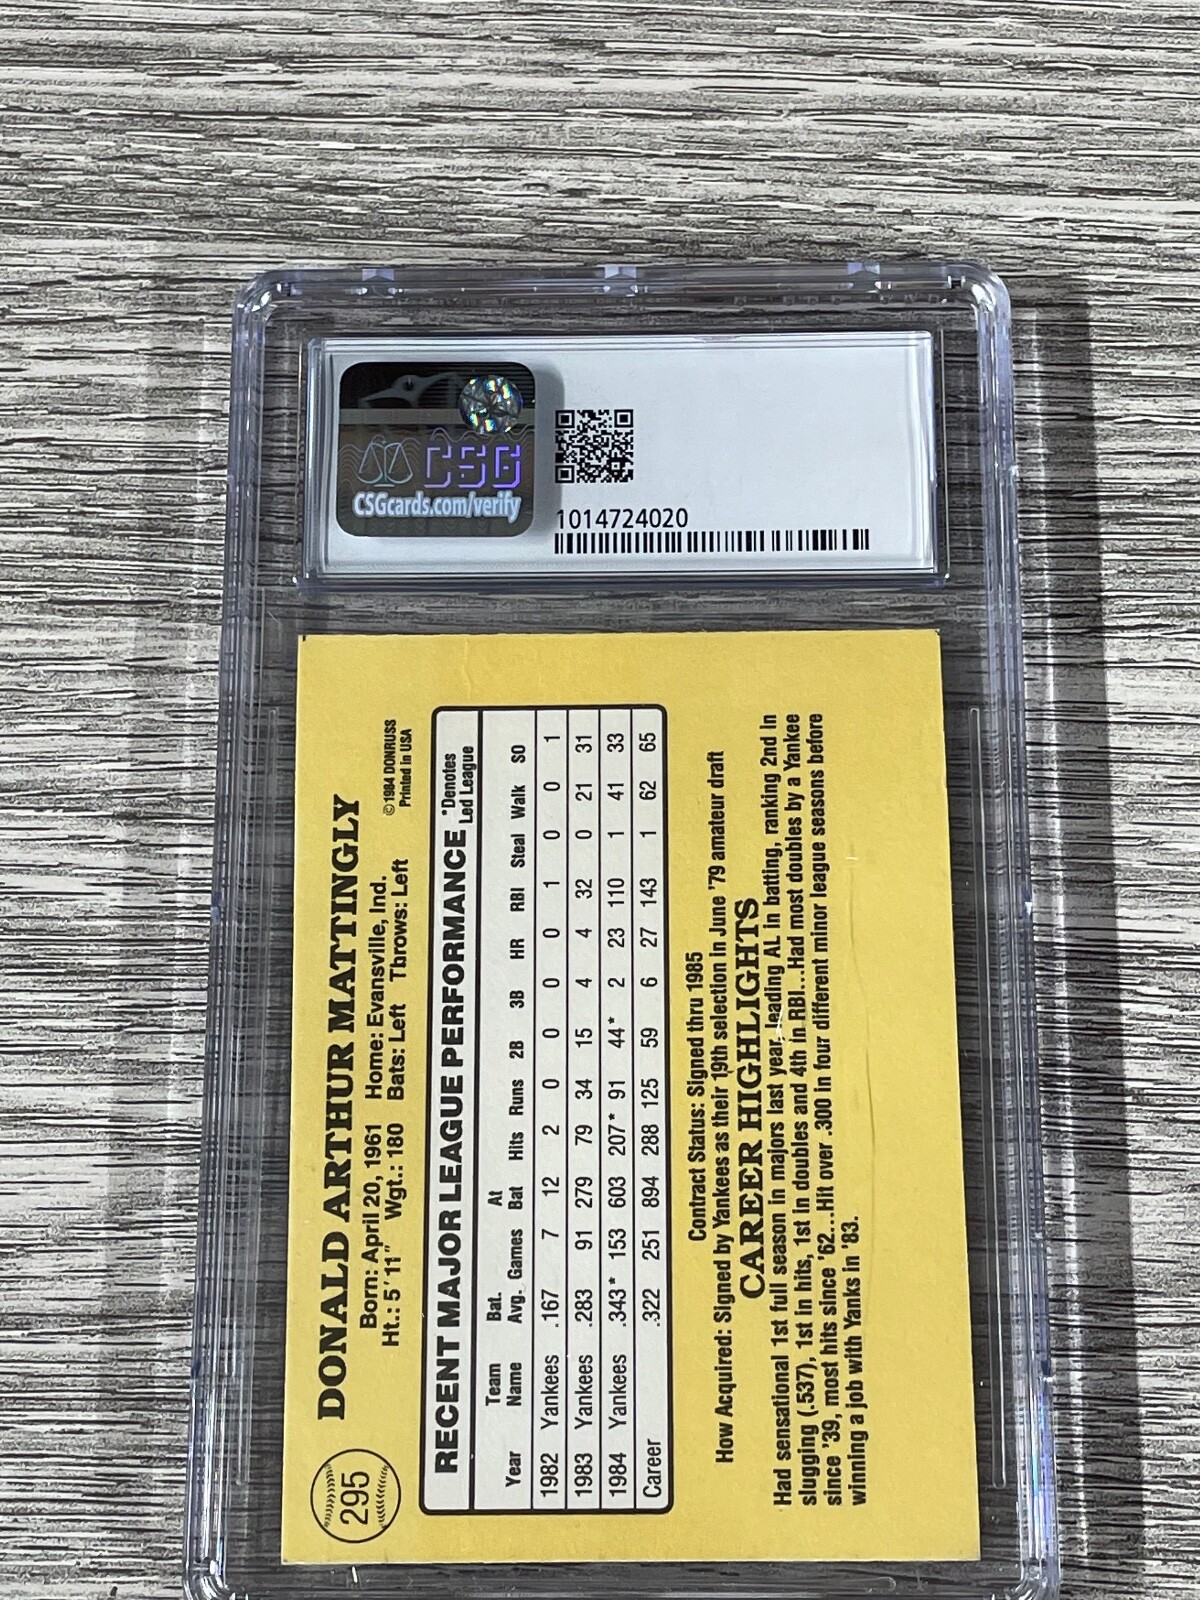 CSG
CSGcards.com/verify
1014724020
295
DONALD ARTHUR MATTINGLY
Born: April 20, 1961 Home: Evansville, Ind.
Ht.: 5'11" Wgt.: 180 Bats: Left Throws: Left
© 1984 DONRUSS
Printed in USA
RECENT MAJOR LEAGUE PERFORMANCE *Denotes Led League
Year Team Name Bat. Avg. Games At Bat Hits Runs 2B 3B HR RBI Steal Walk SO
1982 Yankees .167 7 12 2 0 0 0 0 1 0 0 1
1983 Yankees .283 91 279 79 34 15 4 4 32 0 21 31
1984 Yankees .343* 153 603 207* 91 44* 2 23 110 1 41 33
Career .322 251 894 288 125 59 6 27 143 1 62 65
Contract Status: Signed thru 1985
How Acquired: Signed by Yankees as their 19th selection in June '79 amateur draft
CAREER HIGHLIGHTS
Had sensational 1st full season in majors last year, leading AL in batting, ranking 2nd in
slugging (.537), 1st in hits, 1st in doubles and 4th in RBI...Had most doubles by a Yankee
since '39, most hits since '62...Hit over .300 in four different minor league seasons before
winning a job with Yanks in '83.